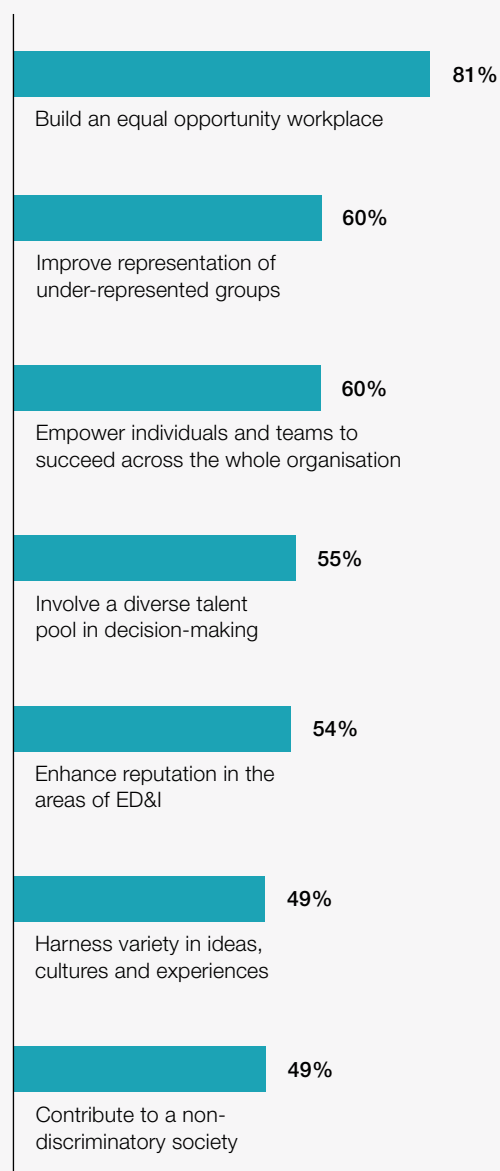 81%
Build an equal opportunity workplace
60%
Improve representation of
under-represented groups
60%
Empower individuals and teams to
succeed across the whole organisation
55%
Involve a diverse talent
pool in decision-making
54%
Enhance reputation in the
areas of ED&I
49%
Harness variety in ideas,
cultures and experiences
49%
Contribute to a non-
discriminatory society